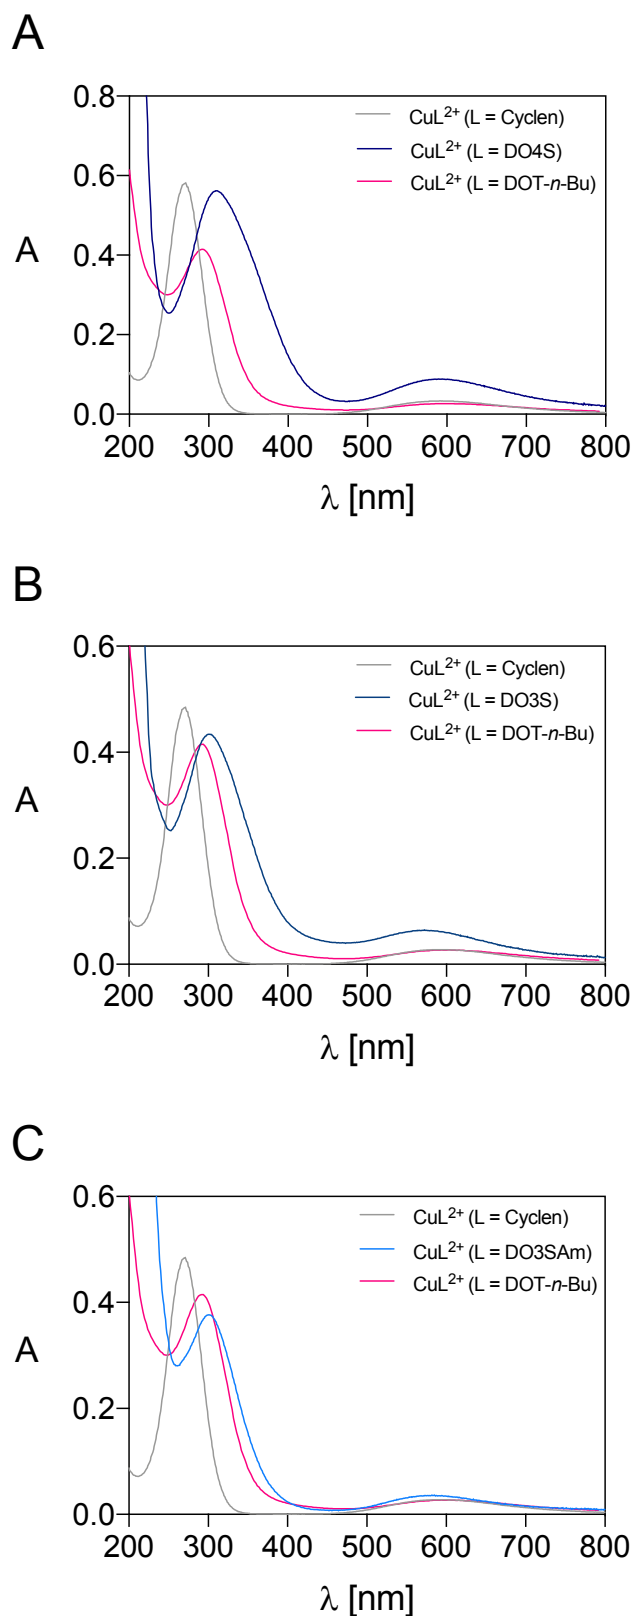 A
0.8
CuL²⁺ (L = Cyclen)
CuL²⁺ (L = DO4S)
0.6
CuL²⁺ (L = DOT-n-Bu)
A
0.4
0.2
0.0
200 300 400 500 600 700 800
λ [nm]
B
0.6
CuL²⁺ (L = Cyclen)
CuL²⁺ (L = DO3S)
CuL²⁺ (L = DOT-n-Bu)
0.4
A
0.2
0.0
200 300 400 500 600 700 800
λ [nm]
C
0.6
CuL²⁺ (L = Cyclen)
CuL²⁺ (L = DO3SAm)
CuL²⁺ (L = DOT-n-Bu)
0.4
A
0.2
0.0
200 300 400 500 600 700 800
λ [nm]